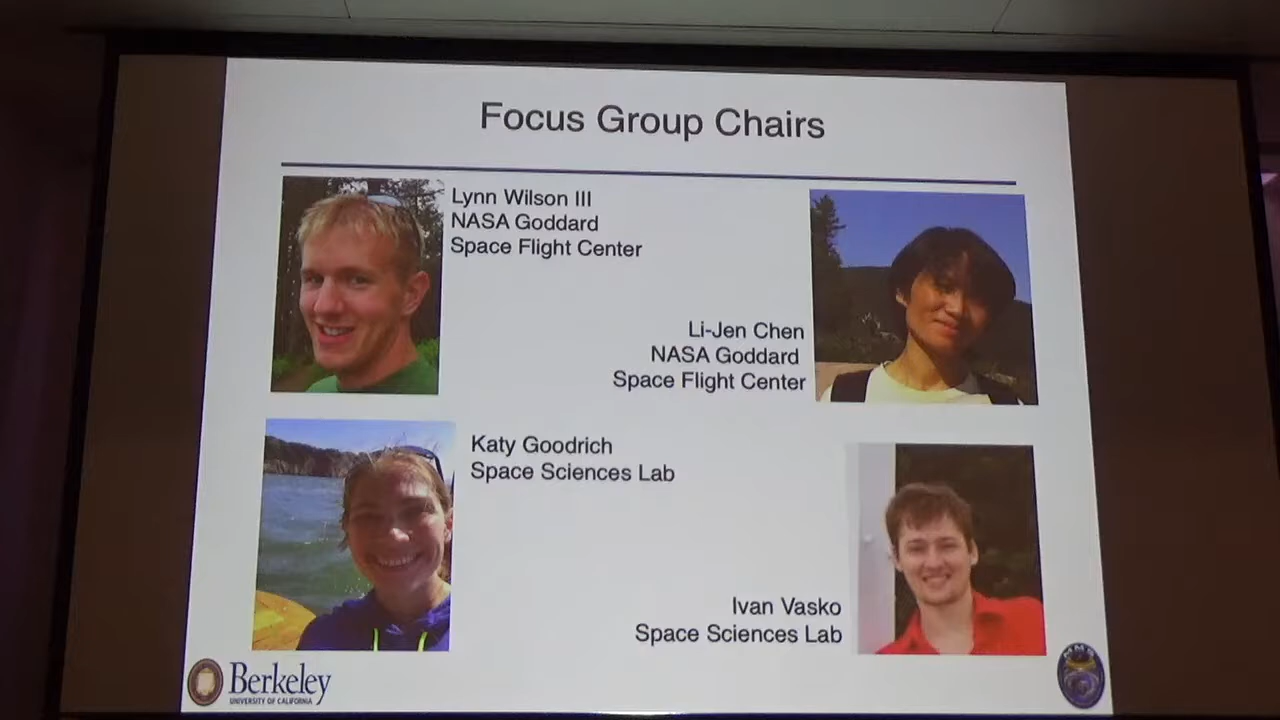 Focus Group Chairs
Lynn Wilson III
NASA Goddard
Space Flight Center
Li-Jen Chen
NASA Goddard
Space Flight Center
Katy Goodrich
Space Sciences Lab
Ivan Vasko
Space Sciences Lab
Berkeley
UNIVERSITY OF CALIFORNIA
MMS